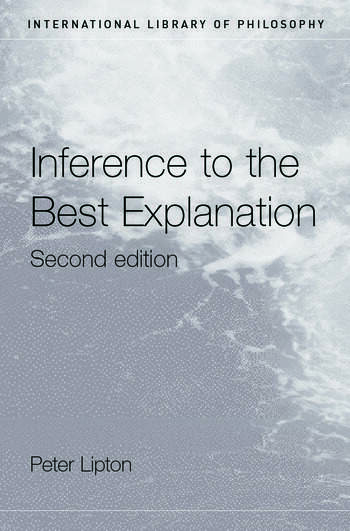 INTERNATIONAL LIBRARY OF PHILOSOPHY
Inference to the
Best Explanation
Second edition
Peter Lipton